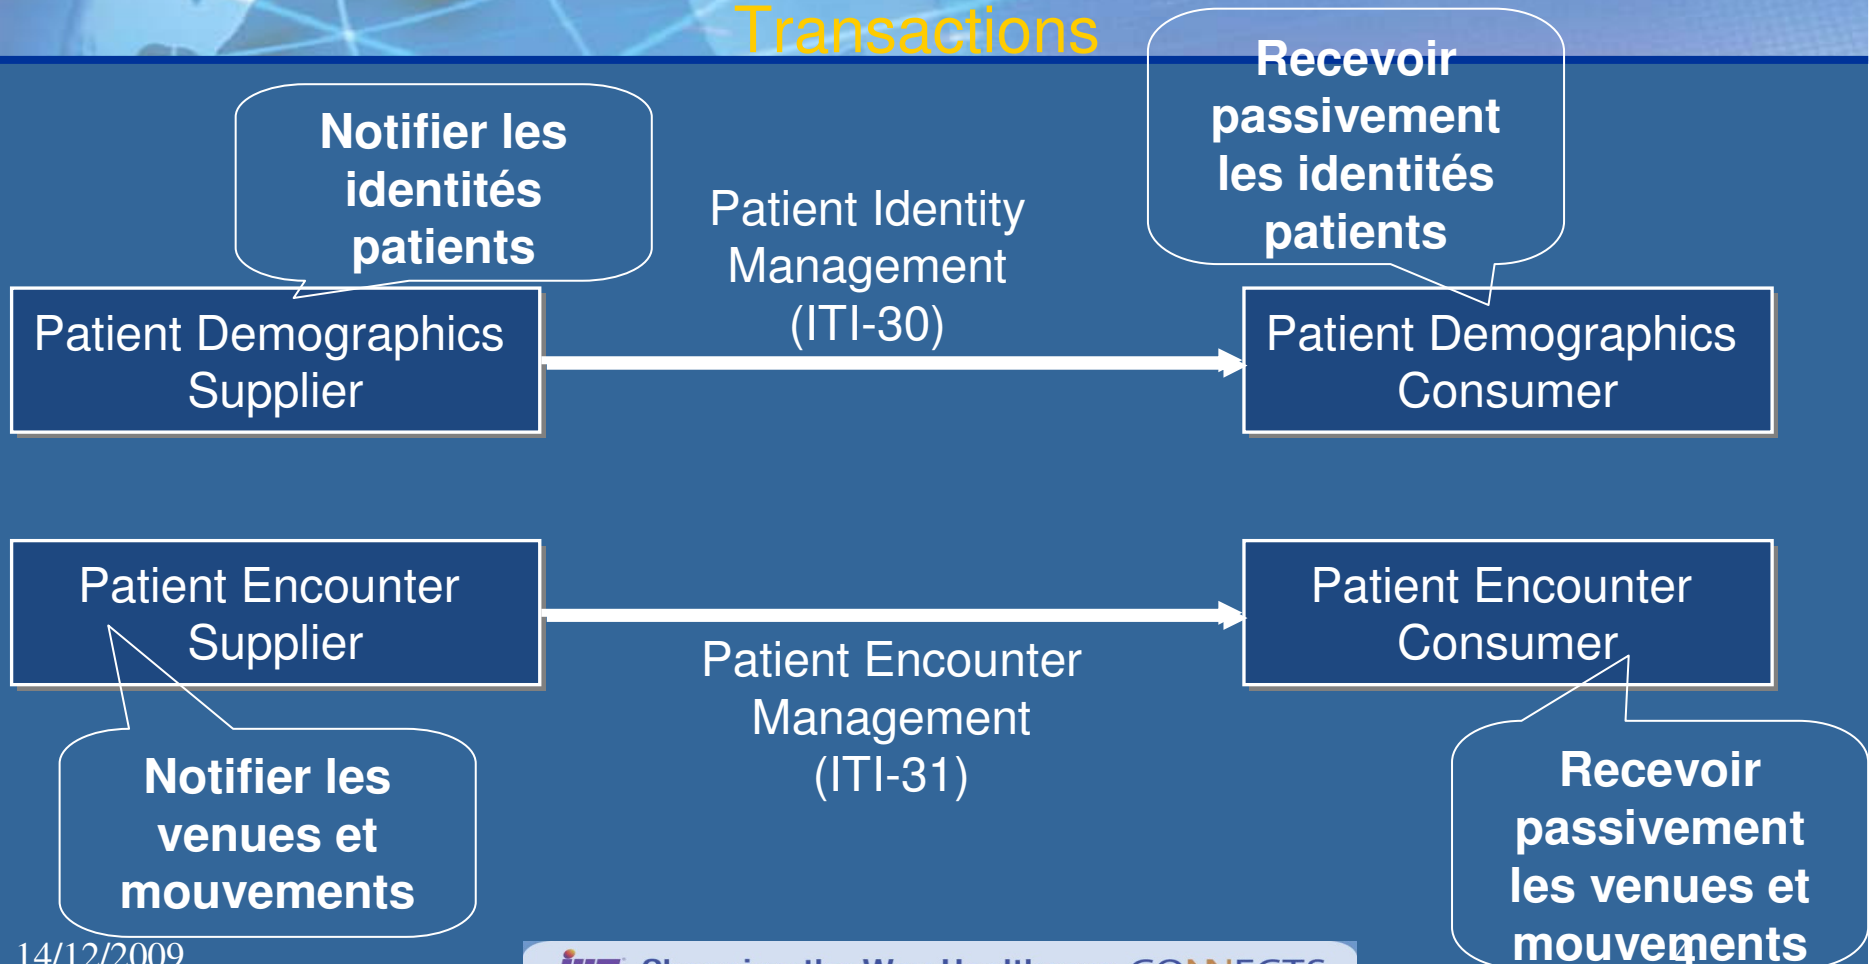 Transactions
Notifier les
identités
patients
Recevoir
passivement
les identités
patients
Patient Identity
Management
(ITI-30)
Patient Demographics
Supplier
Patient Demographics
Consumer
Patient Encounter
Supplier
Patient Encounter
Consumer
Patient Encounter
Management
(ITI-31)
Notifier les
venues et
mouvements
Recevoir
passivement
les venues et
mouvements
14/12/2009
4